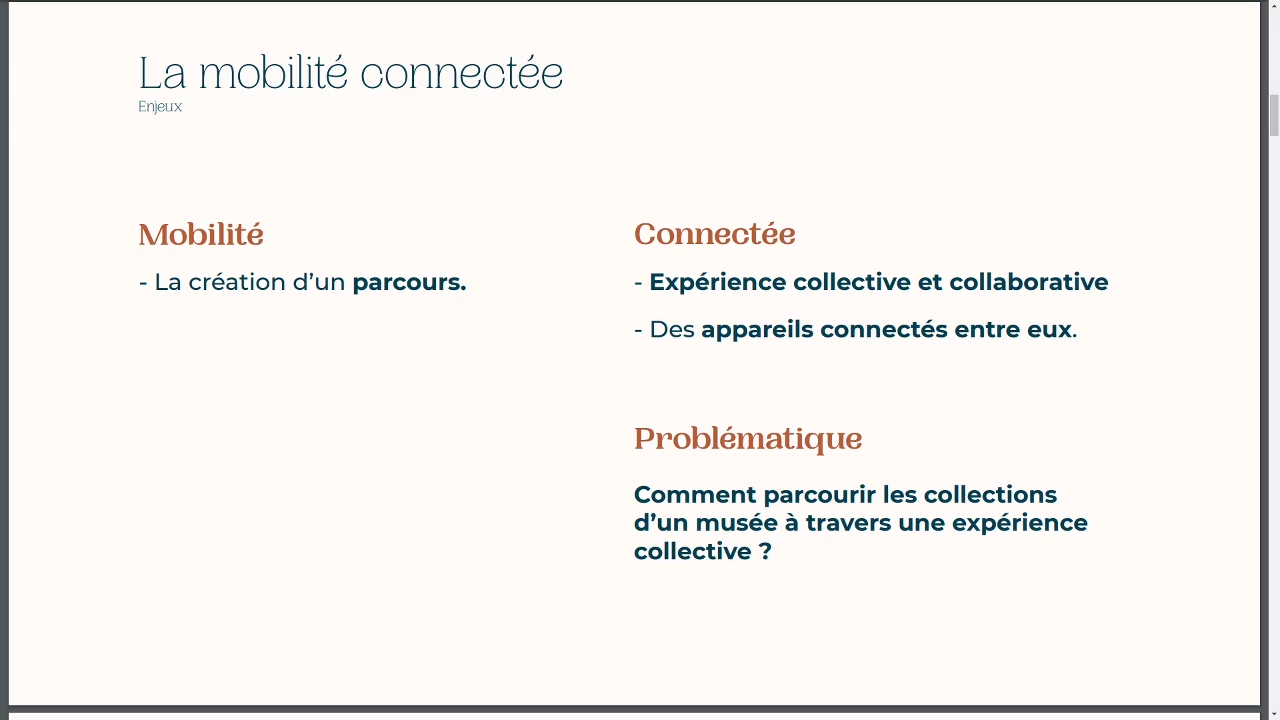 La mobilité connectée
Enjeux
Mobilité
- La création d’un parcours.
Connectée
- Expérience collective et collaborative
- Des appareils connectés entre eux.
Problématique
Comment parcourir les collections
d’un musée à travers une expérience
collective ?